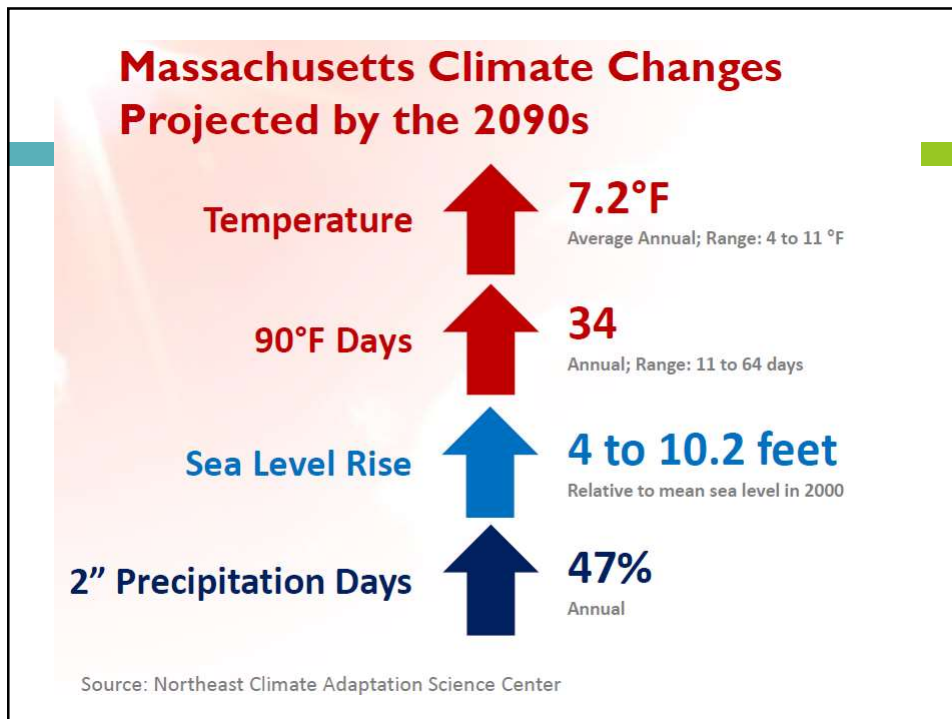 Massachusetts Climate Changes
Projected by the 2090s
Temperature
7.2°F
Average Annual; Range: 4 to 11 °F
90°F Days
34
Annual; Range: 11 to 64 days
Sea Level Rise
4 to 10.2 feet
Relative to mean sea level in 2000
2” Precipitation Days
47%
Annual
Source: Northeast Climate Adaptation Science Center